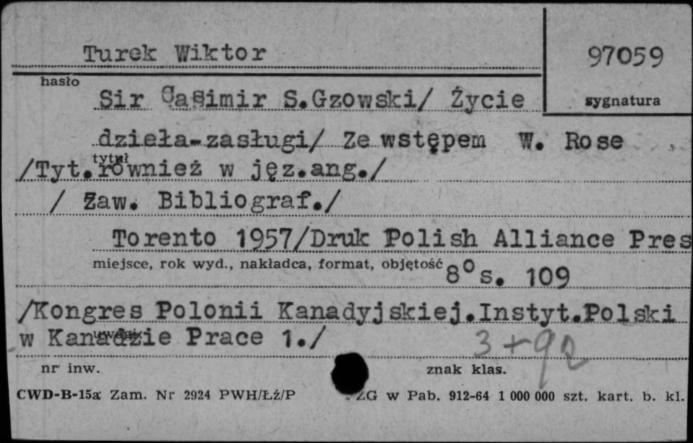 Turek Wiktor
97059
hasło
sygnatura
Sir Casimir S.Gzowski/ Życie
dzieła-zasługi/ Ze wstępem W. Rose
tytuł
/Tyt.również w jęz.ang./
/ Zaw. Bibliograf./
Torento 1957/Druk Polish Alliance Pres
miejsce, rok wyd., nakładca, format, objętość
8° s. 109
/Kongres Polonii Kanadyjskiej.Instyt.Polski
w Kanadzie Prace 1./
3+92
nr inw.
znak klas.
CWD-B-15a Zam. Nr 2924 PWH/Łź/P
ZG w Pab. 912-64 1 000 000 szt. kart. b. kl.